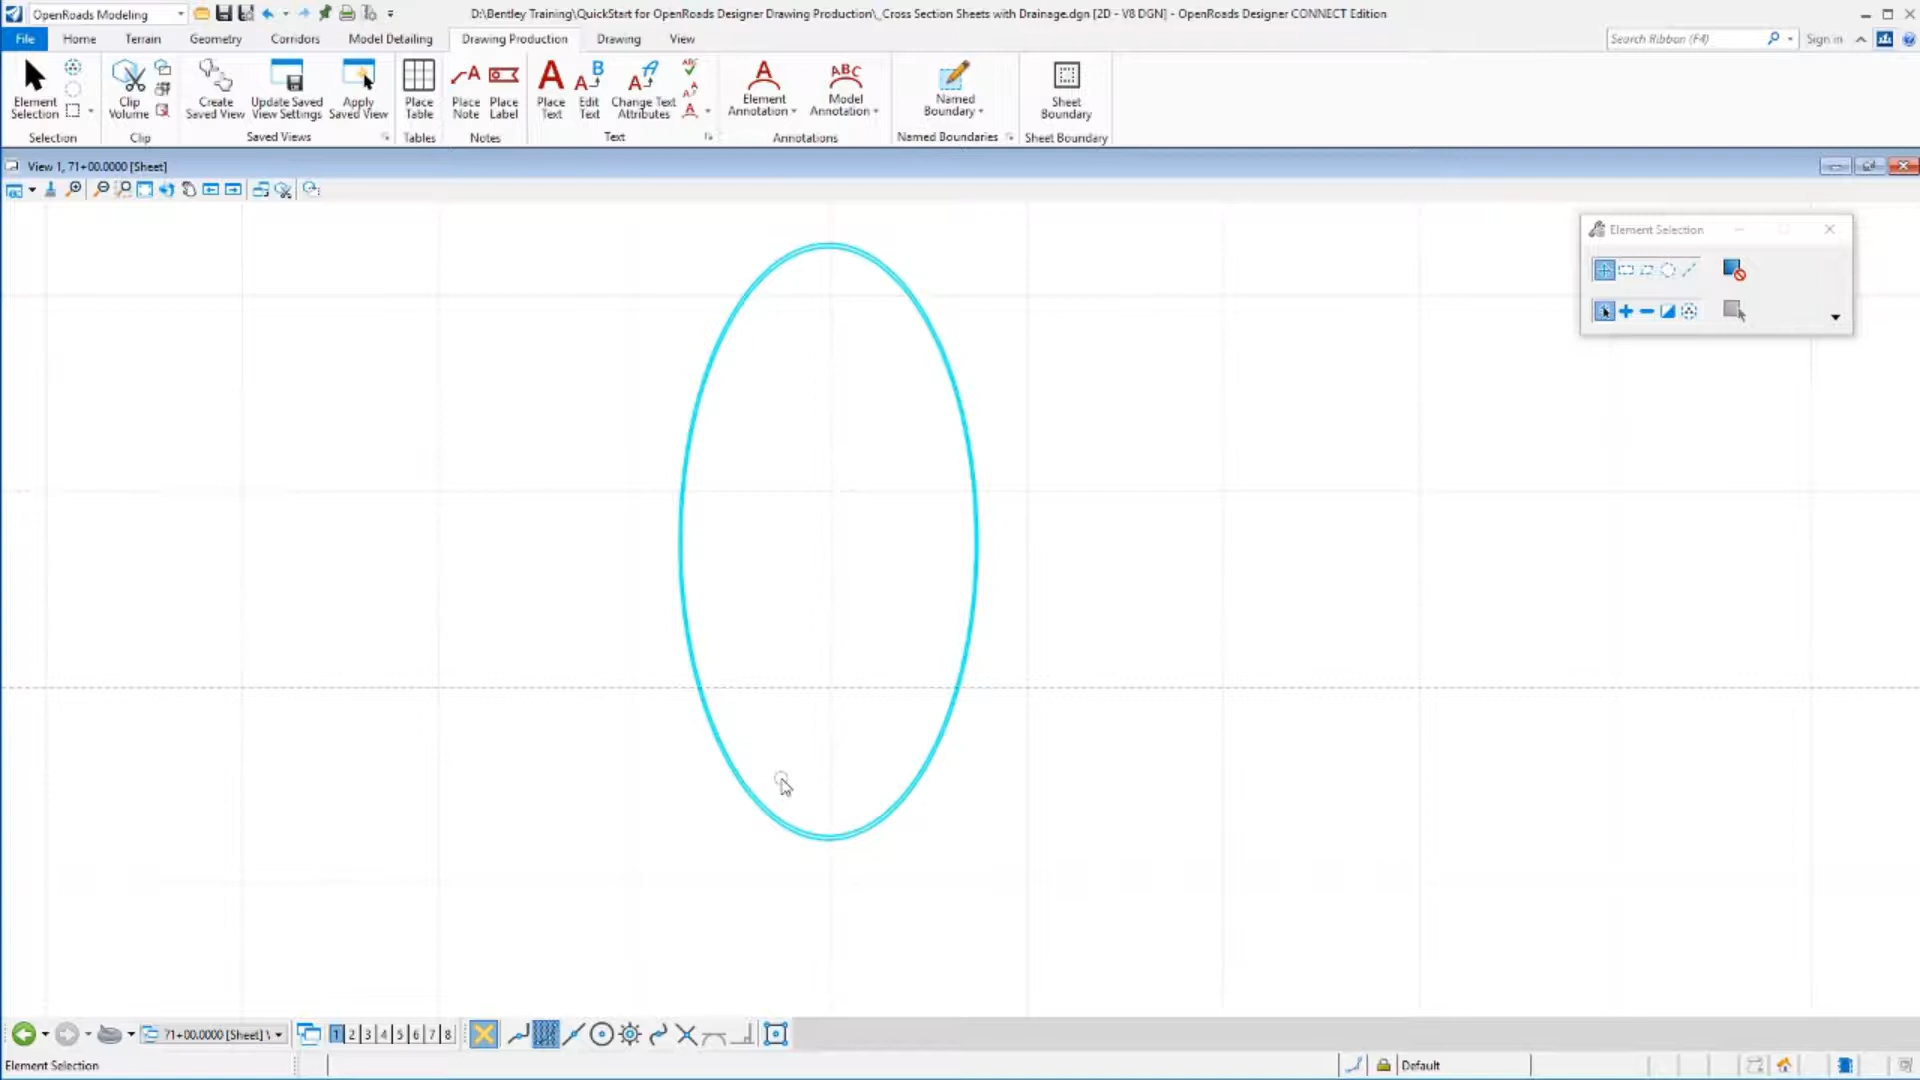 OpenRoads Modeling
D:\Bentley Training\QuickStart for OpenRoads Designer Drawing Production\_Cross Section Sheets with Drainage.dgn [2D - V8 DGN] - OpenRoads Designer CONNECT Edition
File Home Terrain Geometry Corridors Model Detailing Drawing Production Drawing View
Search Ribbon (F4)
Sign in
Element Selection
Clip Volume
Create Saved View
Update Saved View Settings
Apply Saved View
Place Table
Place Note
Place Label
Place Text
Edit Text
Change Text Attributes
Element Annotation
Model Annotation
Named Boundary
Sheet Boundary
Selection Clip Saved Views Tables Notes Text Annotations Named Boundaries Sheet Boundary
View 1, 71+00.0000 [Sheet]
Element Selection
71+00.0000 [Sheet] \
1 2 3 4 5 6 7 8
Element Selection
Default